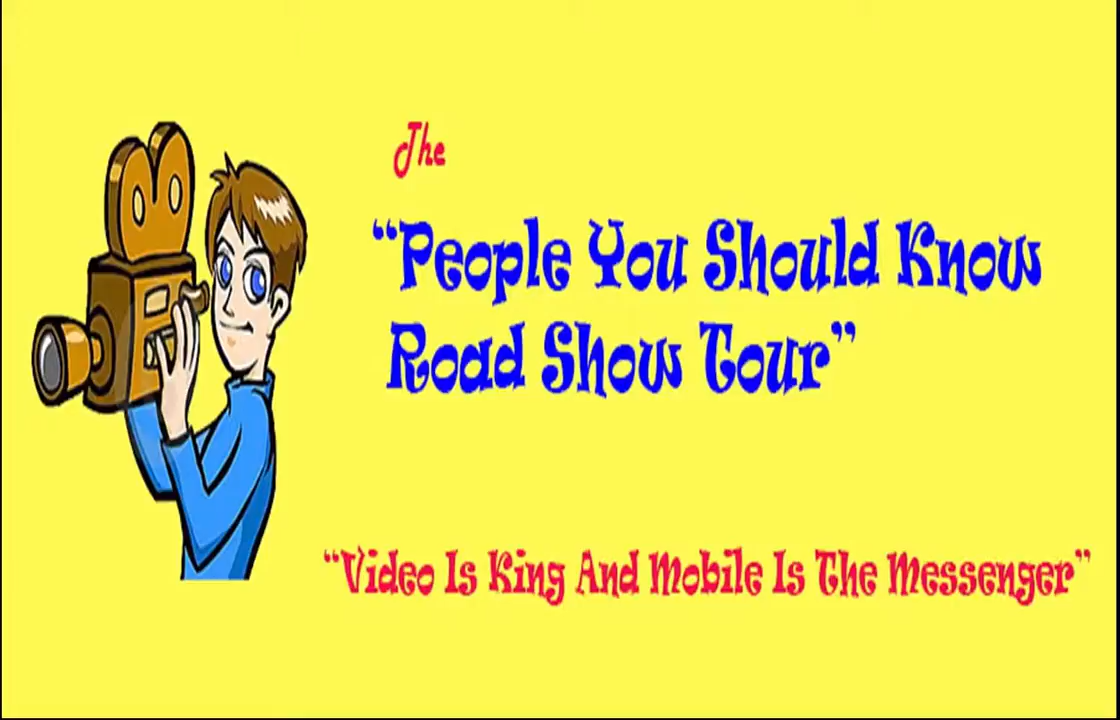 The
“People You Should Know
Road Show Tour”
“Video Is King And Mobile Is The Messenger”